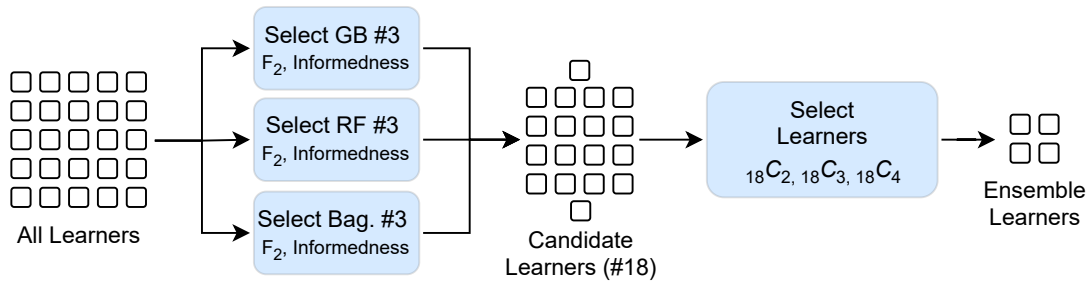 All Learners
Select GB #3
F₂, Informedness
Select RF #3
F₂, Informedness
Select Bag. #3
F₂, Informedness
Candidate
Learners (#18)
Select
Learners
₁₈C₂, ₁₈C₃, ₁₈C₄
Ensemble
Learners